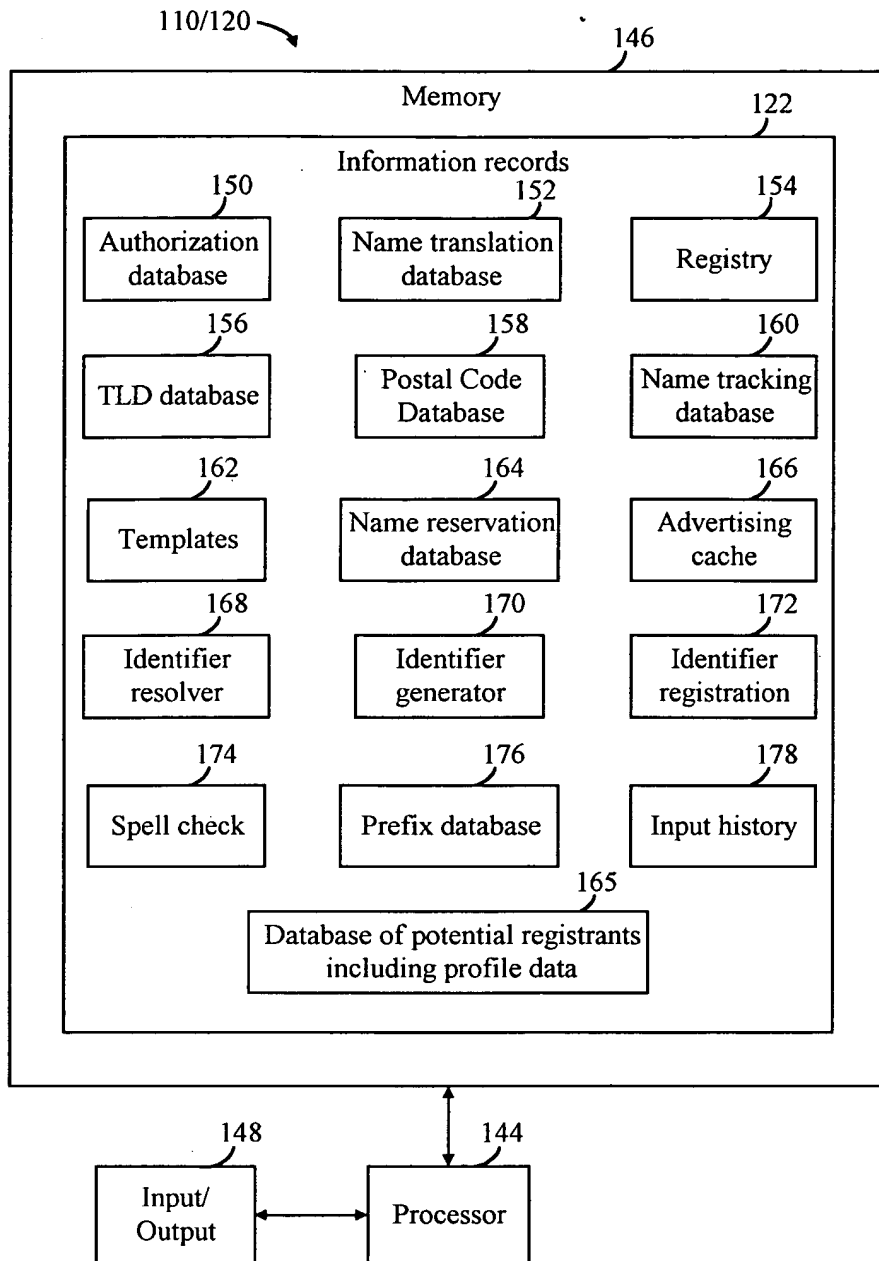 110/120
146
Memory
122
Information records
150
152
154
Authorization
database
Name translation
database
Registry
156
158
160
TLD database
Postal Code
Database
Name tracking
database
162
164
166
Templates
Name reservation
database
Advertising
cache
168
170
172
Identifier
resolver
Identifier
generator
Identifier
registration
174
176
178
Spell check
Prefix database
Input history
165
Database of potential registrants
including profile data
148
144
Input/
Output
Processor